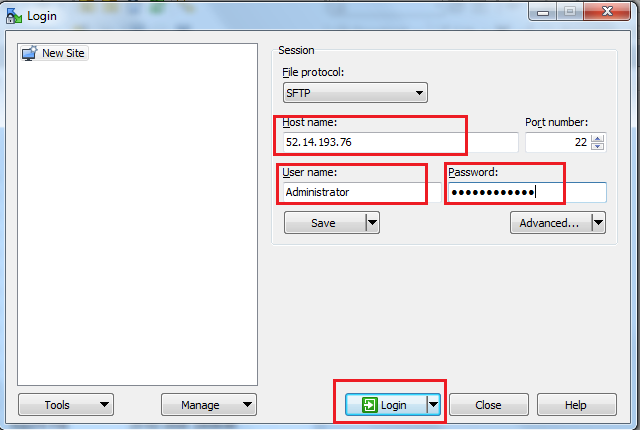 Login
New Site
Session
File protocol:
SFTP
Host name:
Port number:
52.14.193.76
22
User name:
Password:
Administrator
••••••••••••
Save
Advanced...
Tools
Manage
Login
Close
Help